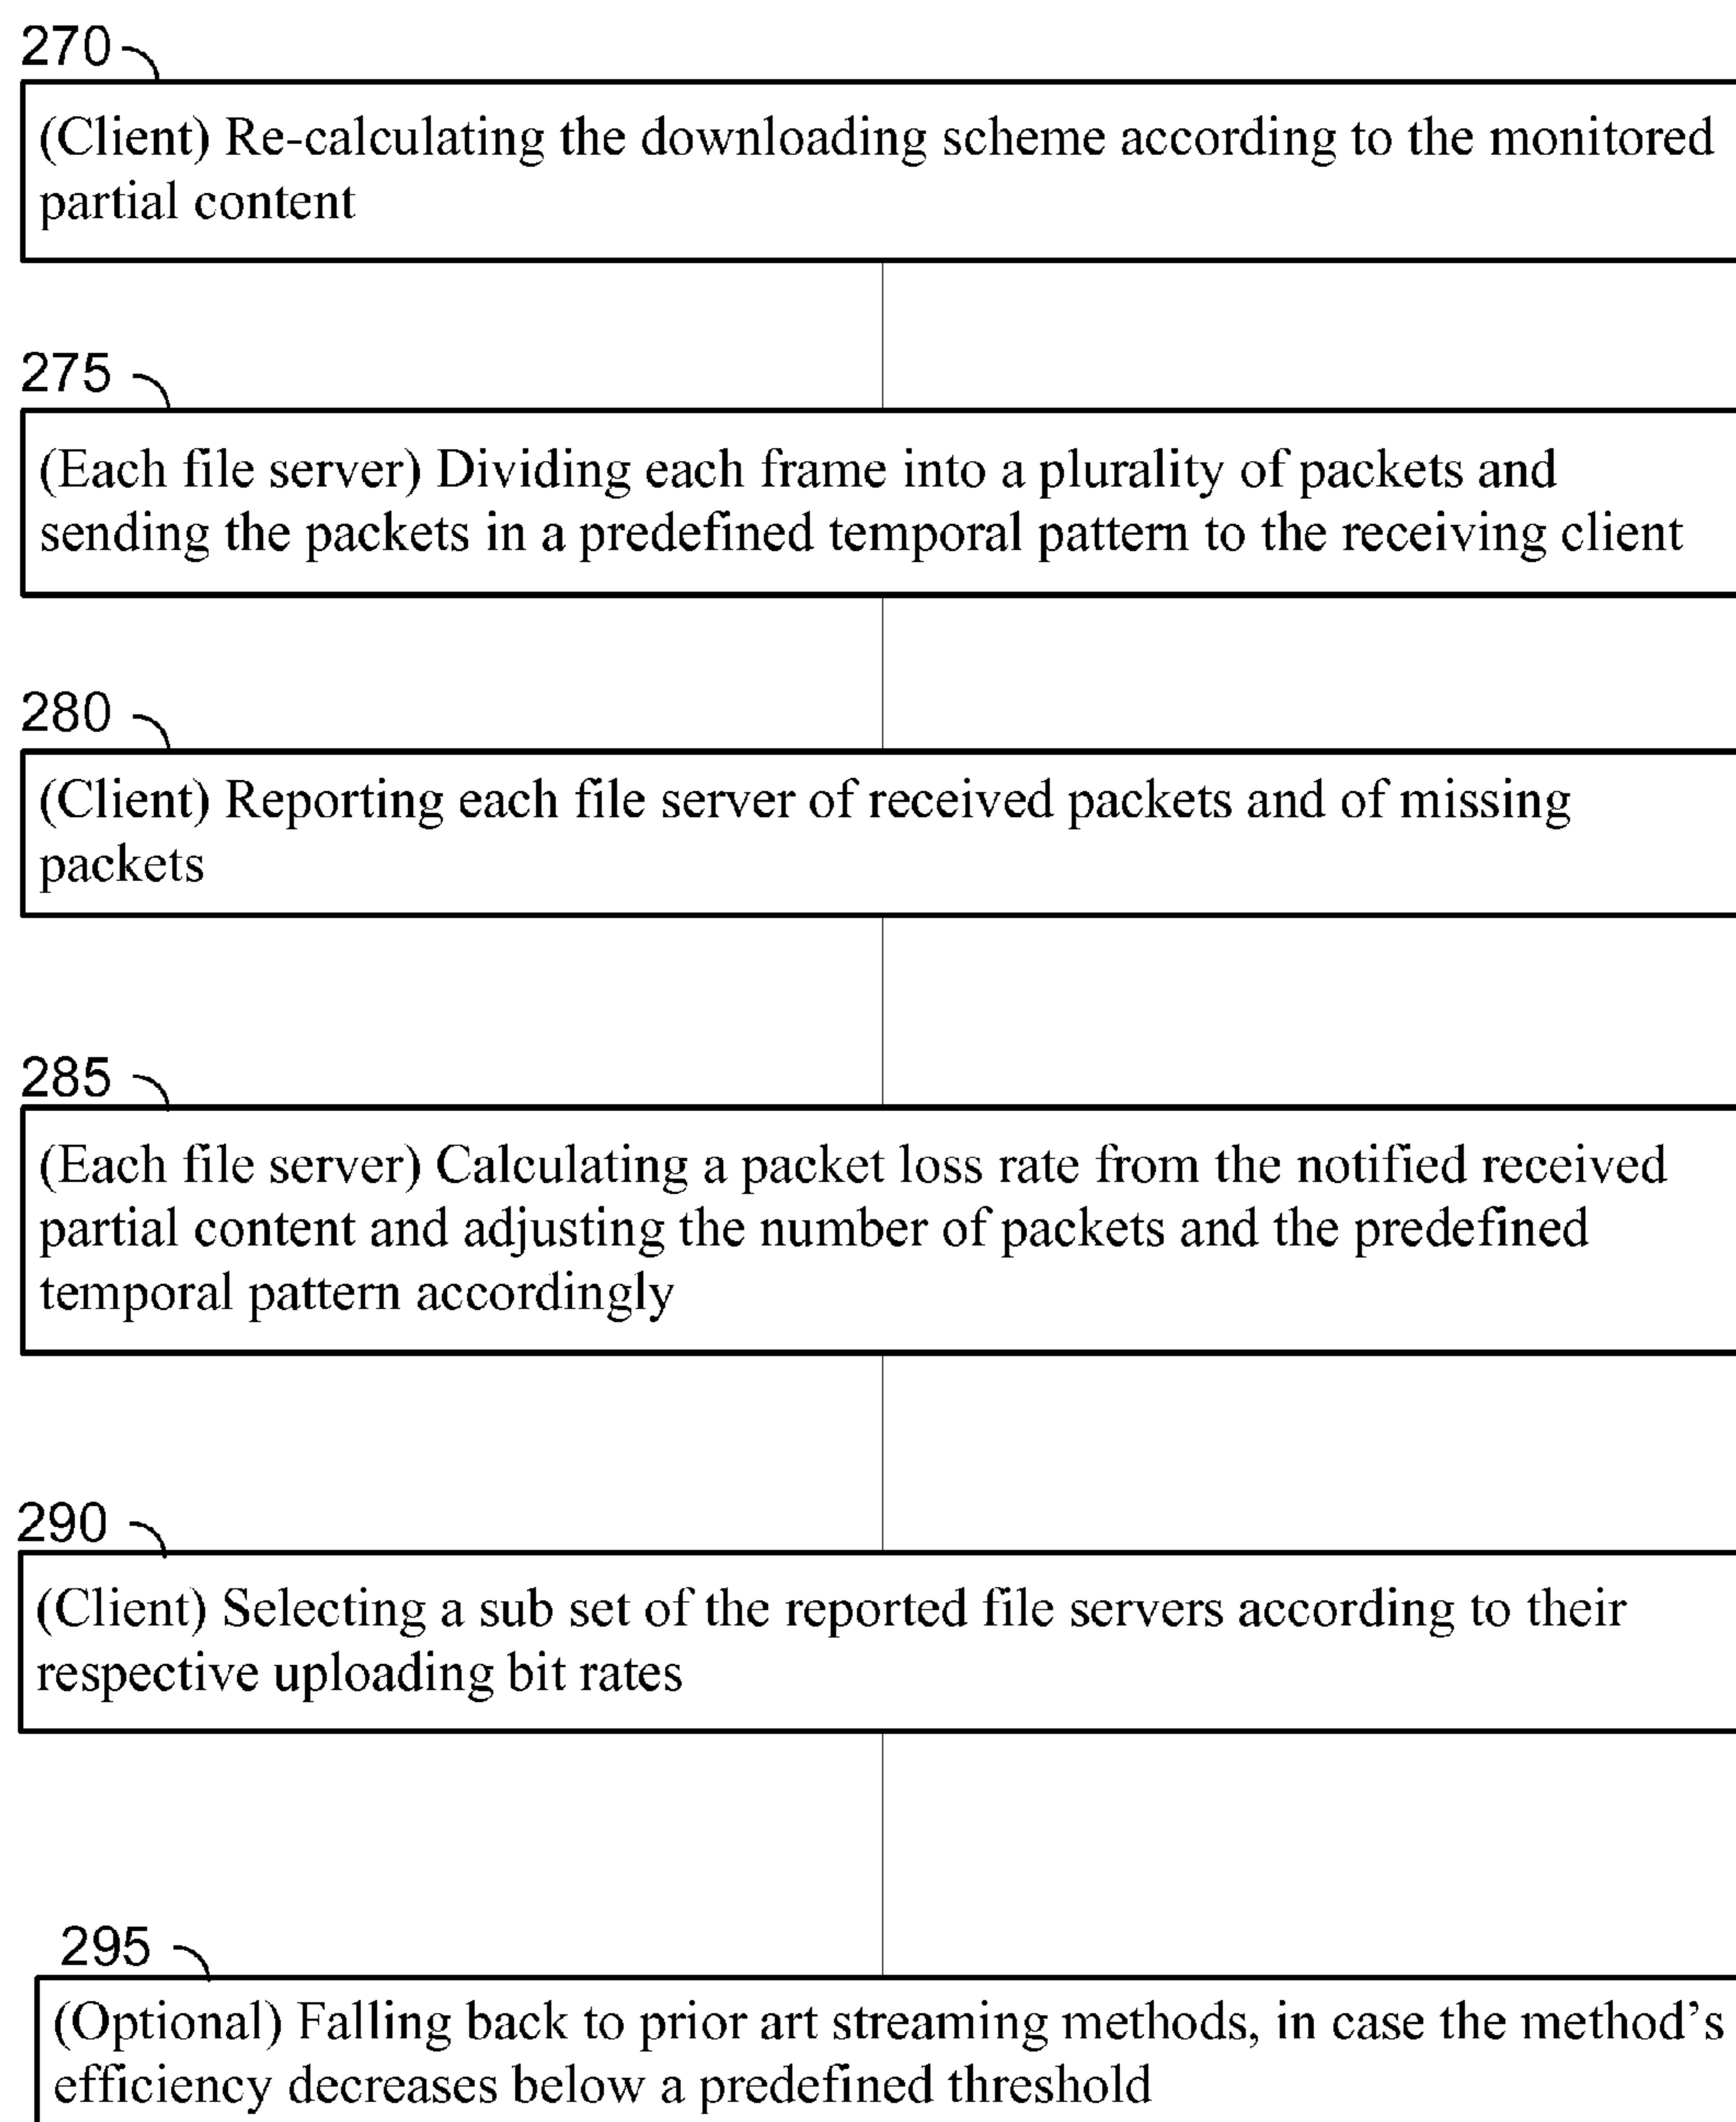 270
(Client) Re-calculating the downloading scheme according to the monitored
partial content
275
(Each file server) Dividing each frame into a plurality of packets and
sending the packets in a predefined temporal pattern to the receiving client
280
(Client) Reporting each file server of received packets and of missing
packets
285
(Each file server) Calculating a packet loss rate from the notified received
partial content and adjusting the number of packets and the predefined
temporal pattern accordingly
290
(Client) Selecting a sub set of the reported file servers according to their
respective uploading bit rates
295
(Optional) Falling back to prior art streaming methods, in case the method’s
efficiency decreases below a predefined threshold